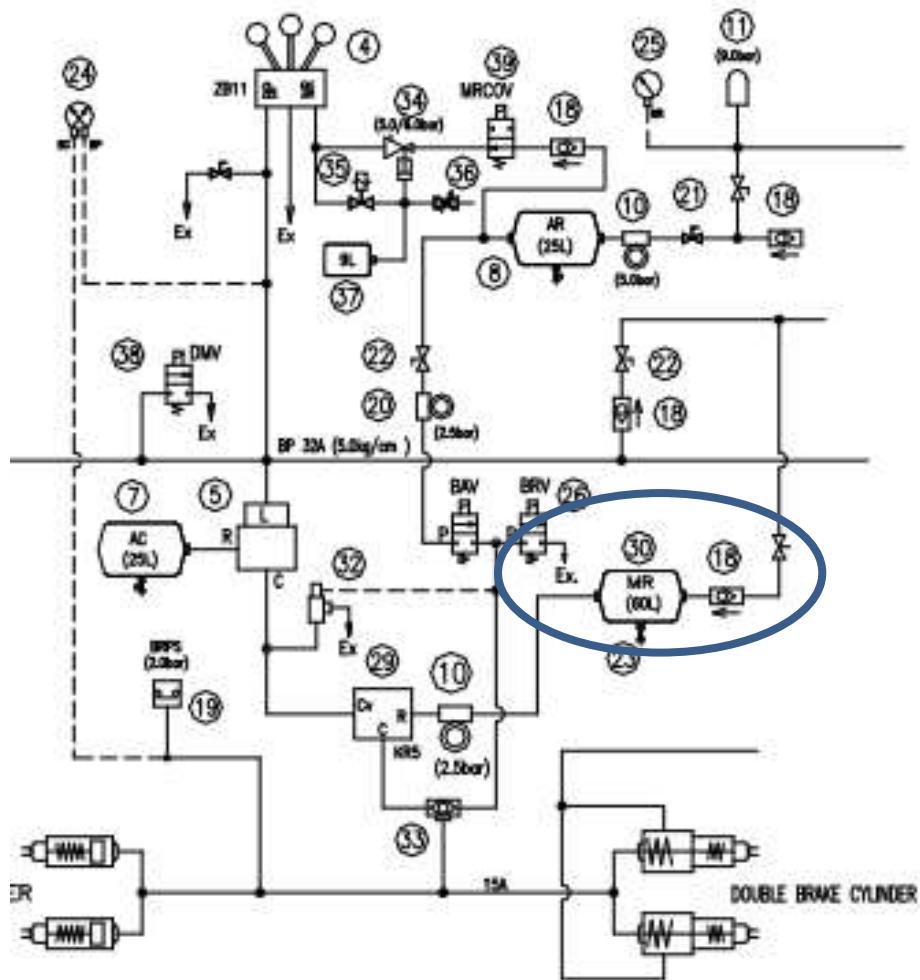 24
4
ZB11
34
(5.0/6.0bar)
39
MRCOV
18
25
11
(9.0bar)
BP
35
36
Ex
Ex
9L
37
AR
(25L)
8
10
(5.0bar)
21
18
38
DMV
Ex
22
20
(2.5bar)
22
18
BP 32A (5.0kg/cm )
7
5
AC
(25L)
R
L
C
BAV
P
BRV
P
26
Ex.
32
Ex
30
MR
(60L)
18
23
BRPS
(2.0bar)
19
29
Cv
R
C
KR5
10
(2.5bar)
33
15A
ER
DOUBLE BRAKE CYLINDER